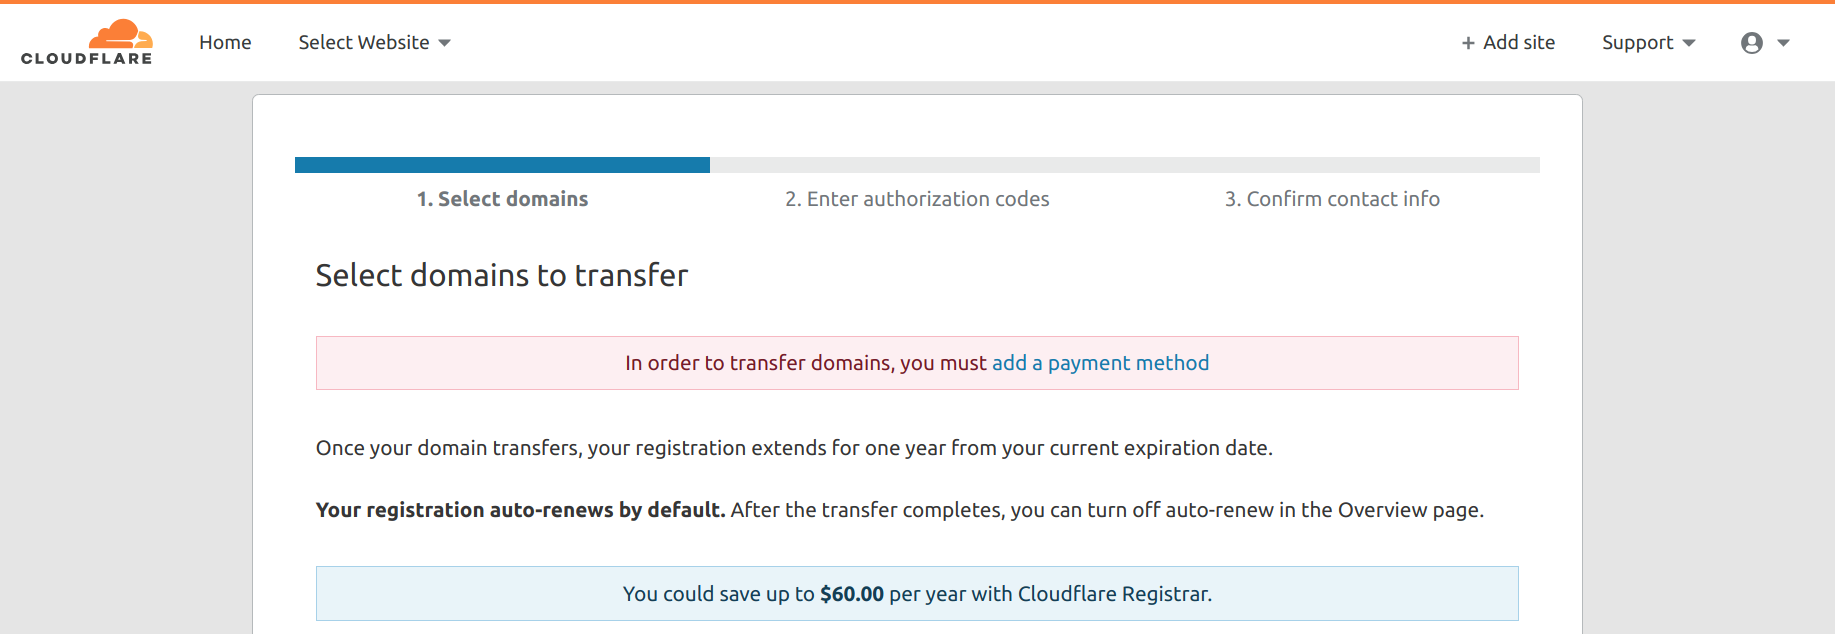 CLOUDFLARE Home Select Website + Add site Support
1. Select domains 2. Enter authorization codes 3. Confirm contact info
Select domains to transfer
In order to transfer domains, you must add a payment method
Once your domain transfers, your registration extends for one year from your current expiration date.
Your registration auto-renews by default. After the transfer completes, you can turn off auto-renew in the Overview page.
You could save up to $60.00 per year with Cloudflare Registrar.